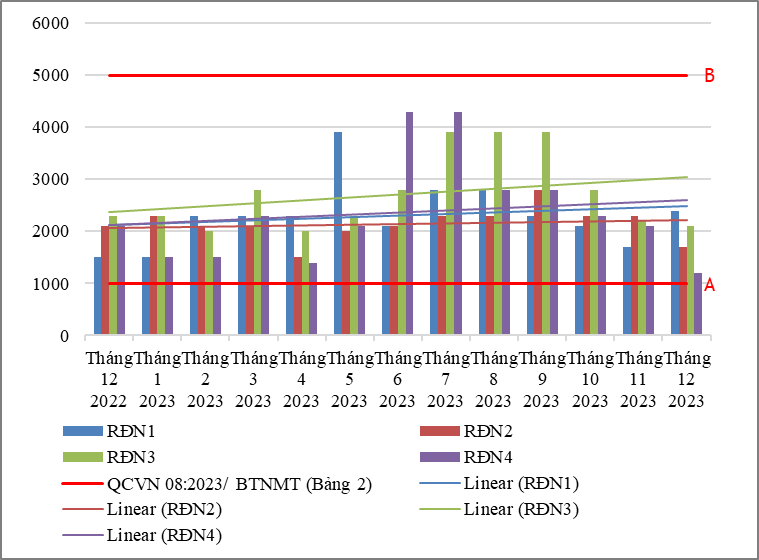 6000
5000
4000
3000
2000
1000
0
B
A
Tháng Tháng Tháng Tháng Tháng Tháng Tháng Tháng Tháng Tháng Tháng Tháng Tháng
12 1 2 3 4 5 6 7 8 9 10 11 12
2022 2023 2023 2023 2023 2023 2023 2023 2023 2023 2023 2023 2023
RĐN1 RĐN2
RĐN3 RĐN4
QCVN 08:2023/ BTNMT (Bảng 2) Linear (RĐN1)
Linear (RĐN2) Linear (RĐN3)
Linear (RĐN4)